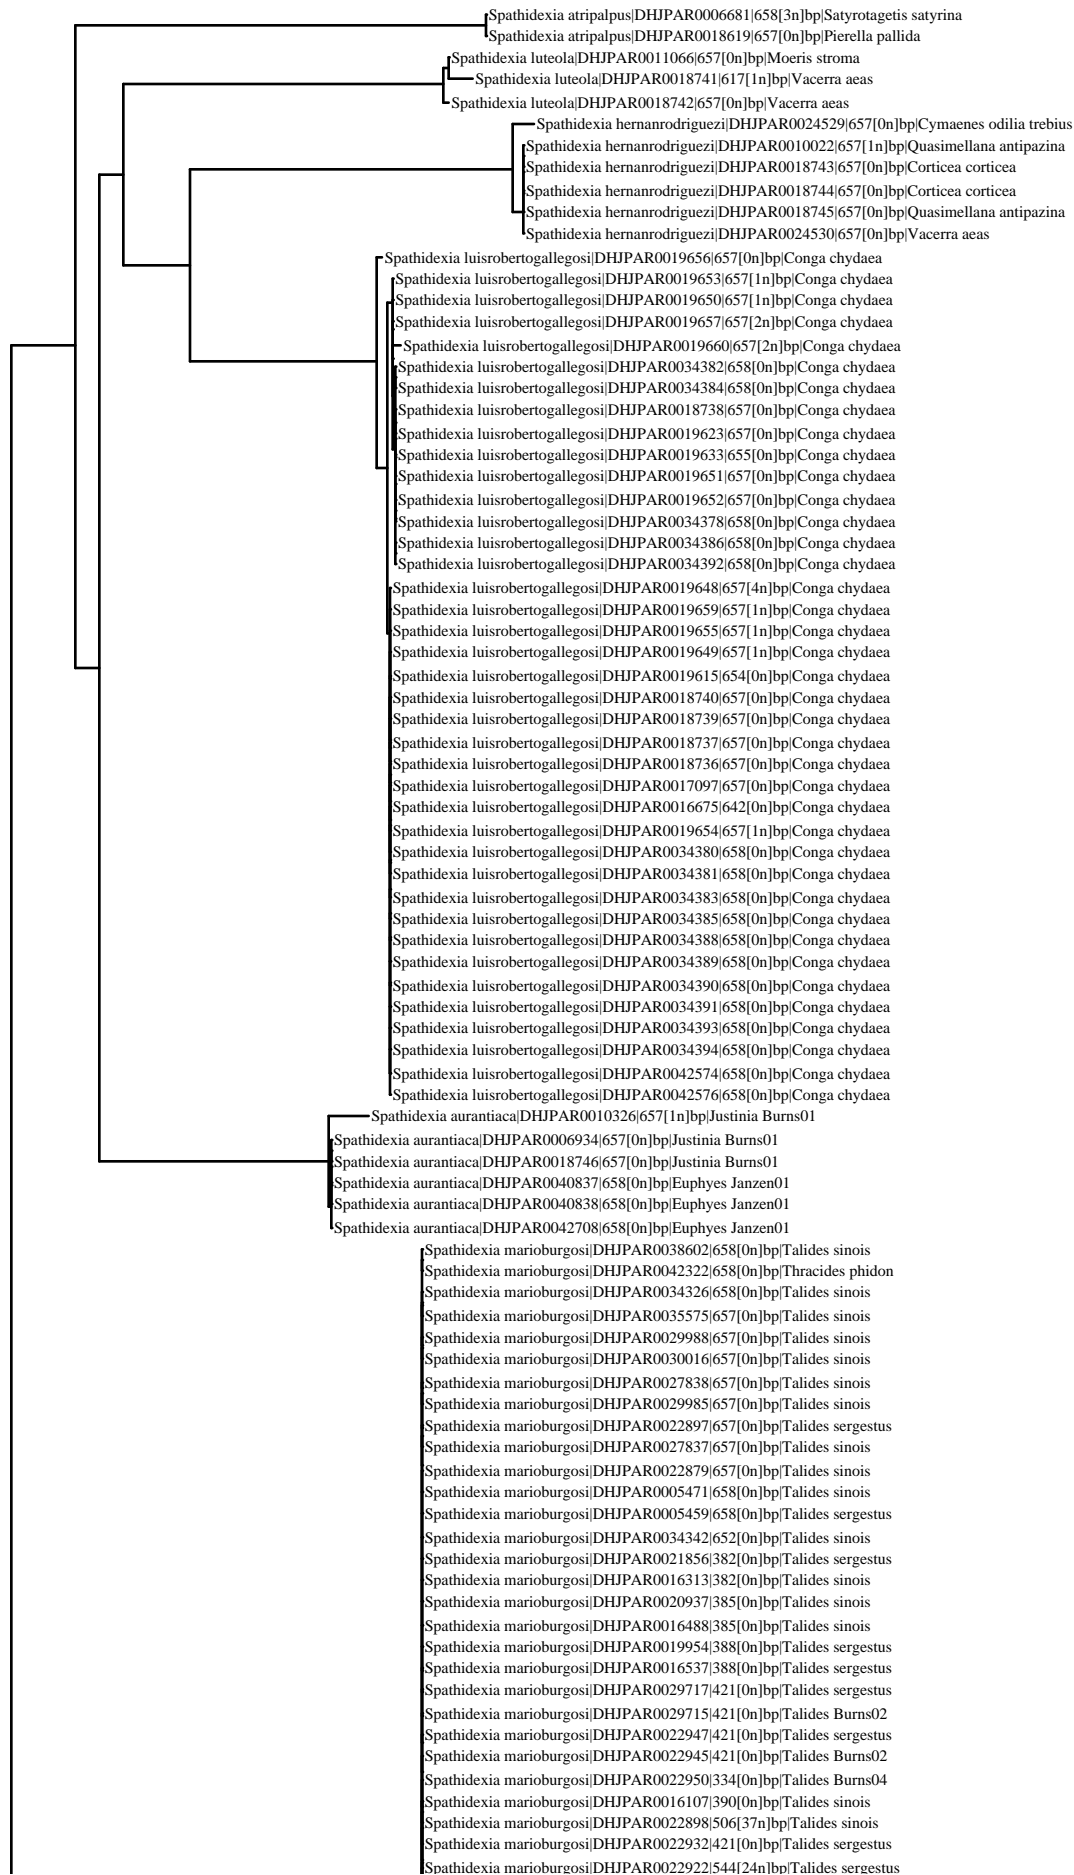 Spathidexia atripalpus|DHJPAR0006681|658[3n]bp|Satyrotagetis satyrina
Spathidexia atripalpus|DHJPAR0018619|657[0n]bp|Pierella pallida
Spathidexia luteola|DHJPAR0011066|657[0n]bp|Moeris stroma
Spathidexia luteola|DHJPAR0018741|617[1n]bp|Vacerra aeas
Spathidexia luteola|DHJPAR0018742|657[0n]bp|Vacerra aeas
Spathidexia hernanrodriguezi|DHJPAR0024529|657[0n]bp|Cymaenes odilia trebius
Spathidexia hernanrodriguezi|DHJPAR0010022|657[1n]bp|Quasimellana antipazina
Spathidexia hernanrodriguezi|DHJPAR0018743|657[0n]bp|Corticea corticea
Spathidexia hernanrodriguezi|DHJPAR0018744|657[0n]bp|Corticea corticea
Spathidexia hernanrodriguezi|DHJPAR0018745|657[0n]bp|Quasimellana antipazina
Spathidexia hernanrodriguezi|DHJPAR0024530|657[0n]bp|Vacerra aeas
Spathidexia luisrobertogallegosi|DHJPAR0019656|657[0n]bp|Conga chydaea
Spathidexia luisrobertogallegosi|DHJPAR0019653|657[1n]bp|Conga chydaea
Spathidexia luisrobertogallegosi|DHJPAR0019650|657[1n]bp|Conga chydaea
Spathidexia luisrobertogallegosi|DHJPAR0019657|657[2n]bp|Conga chydaea
Spathidexia luisrobertogallegosi|DHJPAR0019660|657[2n]bp|Conga chydaea
Spathidexia luisrobertogallegosi|DHJPAR0034382|658[0n]bp|Conga chydaea
Spathidexia luisrobertogallegosi|DHJPAR0034384|658[0n]bp|Conga chydaea
Spathidexia luisrobertogallegosi|DHJPAR0018738|657[0n]bp|Conga chydaea
Spathidexia luisrobertogallegosi|DHJPAR0019623|657[0n]bp|Conga chydaea
Spathidexia luisrobertogallegosi|DHJPAR0019633|655[0n]bp|Conga chydaea
Spathidexia luisrobertogallegosi|DHJPAR0019651|657[0n]bp|Conga chydaea
Spathidexia luisrobertogallegosi|DHJPAR0019652|657[0n]bp|Conga chydaea
Spathidexia luisrobertogallegosi|DHJPAR0034378|658[0n]bp|Conga chydaea
Spathidexia luisrobertogallegosi|DHJPAR0034386|658[0n]bp|Conga chydaea
Spathidexia luisrobertogallegosi|DHJPAR0034392|658[0n]bp|Conga chydaea
Spathidexia luisrobertogallegosi|DHJPAR0019648|657[4n]bp|Conga chydaea
Spathidexia luisrobertogallegosi|DHJPAR0019659|657[1n]bp|Conga chydaea
Spathidexia luisrobertogallegosi|DHJPAR0019655|657[1n]bp|Conga chydaea
Spathidexia luisrobertogallegosi|DHJPAR0019649|657[1n]bp|Conga chydaea
Spathidexia luisrobertogallegosi|DHJPAR0019615|654[0n]bp|Conga chydaea
Spathidexia luisrobertogallegosi|DHJPAR0018740|657[0n]bp|Conga chydaea
Spathidexia luisrobertogallegosi|DHJPAR0018739|657[0n]bp|Conga chydaea
Spathidexia luisrobertogallegosi|DHJPAR0018737|657[0n]bp|Conga chydaea
Spathidexia luisrobertogallegosi|DHJPAR0018736|657[0n]bp|Conga chydaea
Spathidexia luisrobertogallegosi|DHJPAR0017097|657[0n]bp|Conga chydaea
Spathidexia luisrobertogallegosi|DHJPAR0016675|642[0n]bp|Conga chydaea
Spathidexia luisrobertogallegosi|DHJPAR0019654|657[1n]bp|Conga chydaea
Spathidexia luisrobertogallegosi|DHJPAR0034380|658[0n]bp|Conga chydaea
Spathidexia luisrobertogallegosi|DHJPAR0034381|658[0n]bp|Conga chydaea
Spathidexia luisrobertogallegosi|DHJPAR0034383|658[0n]bp|Conga chydaea
Spathidexia luisrobertogallegosi|DHJPAR0034385|658[0n]bp|Conga chydaea
Spathidexia luisrobertogallegosi|DHJPAR0034388|658[0n]bp|Conga chydaea
Spathidexia luisrobertogallegosi|DHJPAR0034389|658[0n]bp|Conga chydaea
Spathidexia luisrobertogallegosi|DHJPAR0034390|658[0n]bp|Conga chydaea
Spathidexia luisrobertogallegosi|DHJPAR0034391|658[0n]bp|Conga chydaea
Spathidexia luisrobertogallegosi|DHJPAR0034393|658[0n]bp|Conga chydaea
Spathidexia luisrobertogallegosi|DHJPAR0034394|658[0n]bp|Conga chydaea
Spathidexia luisrobertogallegosi|DHJPAR0042574|658[0n]bp|Conga chydaea
Spathidexia luisrobertogallegosi|DHJPAR0042576|658[0n]bp|Conga chydaea
Spathidexia aurantiaca|DHJPAR0010326|657[1n]bp|Justinia Burns01
Spathidexia aurantiaca|DHJPAR0006934|657[0n]bp|Justinia Burns01
Spathidexia aurantiaca|DHJPAR0018746|657[0n]bp|Justinia Burns01
Spathidexia aurantiaca|DHJPAR0040837|658[0n]bp|Euphyes Janzen01
Spathidexia aurantiaca|DHJPAR0040838|658[0n]bp|Euphyes Janzen01
Spathidexia aurantiaca|DHJPAR0042708|658[0n]bp|Euphyes Janzen01
Spathidexia marioburgosi|DHJPAR0038602|658[0n]bp|Talides sinois
Spathidexia marioburgosi|DHJPAR0042322|658[0n]bp|Thracides phidon
Spathidexia marioburgosi|DHJPAR0034326|658[0n]bp|Talides sinois
Spathidexia marioburgosi|DHJPAR0035575|657[0n]bp|Talides sinois
Spathidexia marioburgosi|DHJPAR0029988|657[0n]bp|Talides sinois
Spathidexia marioburgosi|DHJPAR0030016|657[0n]bp|Talides sinois
Spathidexia marioburgosi|DHJPAR0027838|657[0n]bp|Talides sinois
Spathidexia marioburgosi|DHJPAR0029985|657[0n]bp|Talides sinois
Spathidexia marioburgosi|DHJPAR0022897|657[0n]bp|Talides sergestus
Spathidexia marioburgosi|DHJPAR0027837|657[0n]bp|Talides sinois
Spathidexia marioburgosi|DHJPAR0022879|657[0n]bp|Talides sinois
Spathidexia marioburgosi|DHJPAR0005471|658[0n]bp|Talides sinois
Spathidexia marioburgosi|DHJPAR0005459|658[0n]bp|Talides sergestus
Spathidexia marioburgosi|DHJPAR0034342|652[0n]bp|Talides sinois
Spathidexia marioburgosi|DHJPAR0021856|382[0n]bp|Talides sergestus
Spathidexia marioburgosi|DHJPAR0016313|382[0n]bp|Talides sinois
Spathidexia marioburgosi|DHJPAR0020937|385[0n]bp|Talides sinois
Spathidexia marioburgosi|DHJPAR0016488|385[0n]bp|Talides sinois
Spathidexia marioburgosi|DHJPAR0019954|388[0n]bp|Talides sergestus
Spathidexia marioburgosi|DHJPAR0016537|388[0n]bp|Talides sergestus
Spathidexia marioburgosi|DHJPAR0029717|421[0n]bp|Talides sergestus
Spathidexia marioburgosi|DHJPAR0029715|421[0n]bp|Talides Burns02
Spathidexia marioburgosi|DHJPAR0022947|421[0n]bp|Talides sergestus
Spathidexia marioburgosi|DHJPAR0022945|421[0n]bp|Talides Burns02
Spathidexia marioburgosi|DHJPAR0022950|334[0n]bp|Talides Burns04
Spathidexia marioburgosi|DHJPAR0016107|390[0n]bp|Talides sinois
Spathidexia marioburgosi|DHJPAR0022898|506[37n]bp|Talides sinois
Spathidexia marioburgosi|DHJPAR0022932|421[0n]bp|Talides sergestus
Spathidexia marioburgosi|DHJPAR0022922|544[24n]bp|Talides sergestus